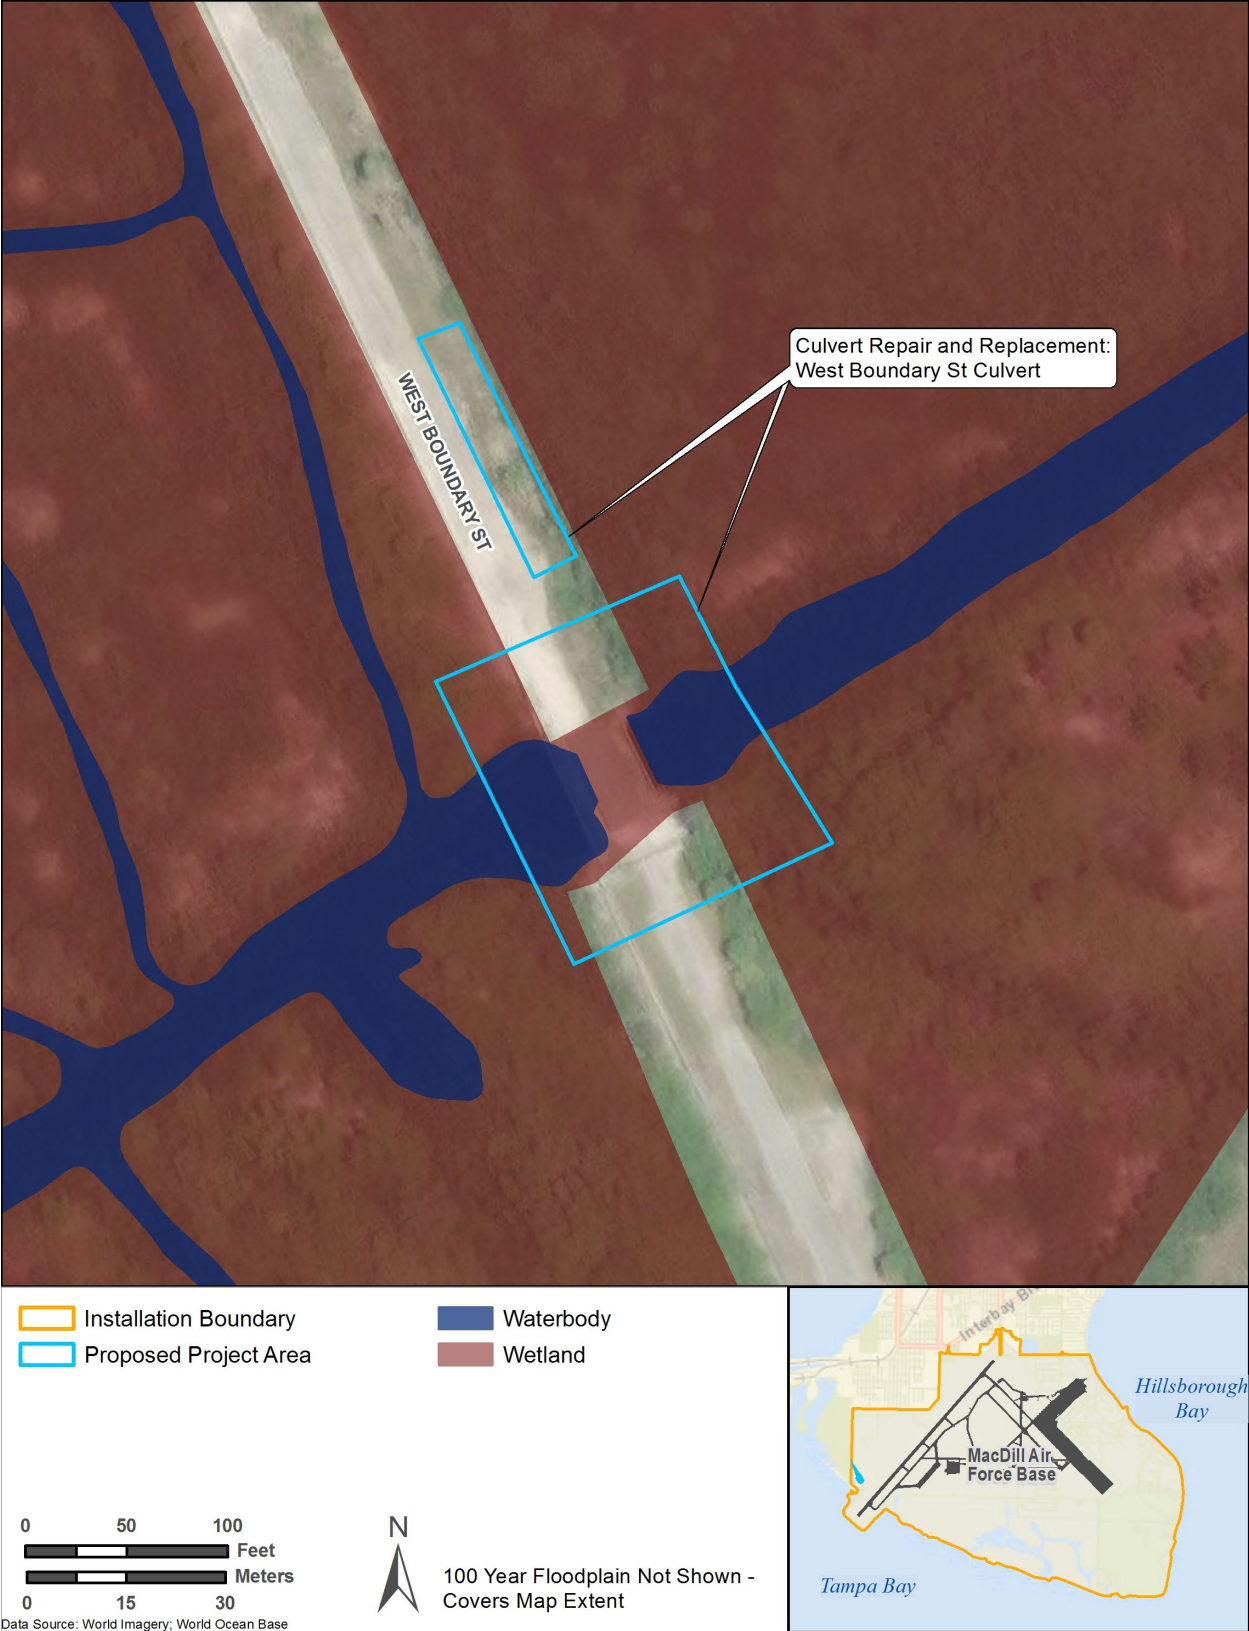 Culvert Repair and Replacement:
West Boundary St Culvert
WEST BOUNDARY ST
Installation Boundary
Proposed Project Area
Waterbody
Wetland
0 50 100
Feet
Meters
0 15 30
N
100 Year Floodplain Not Shown -
Covers Map Extent
Data Source: World Imagery; World Ocean Base
Interbay
Hillsborough
Bay
MacDill Air
Force Base
Tampa Bay